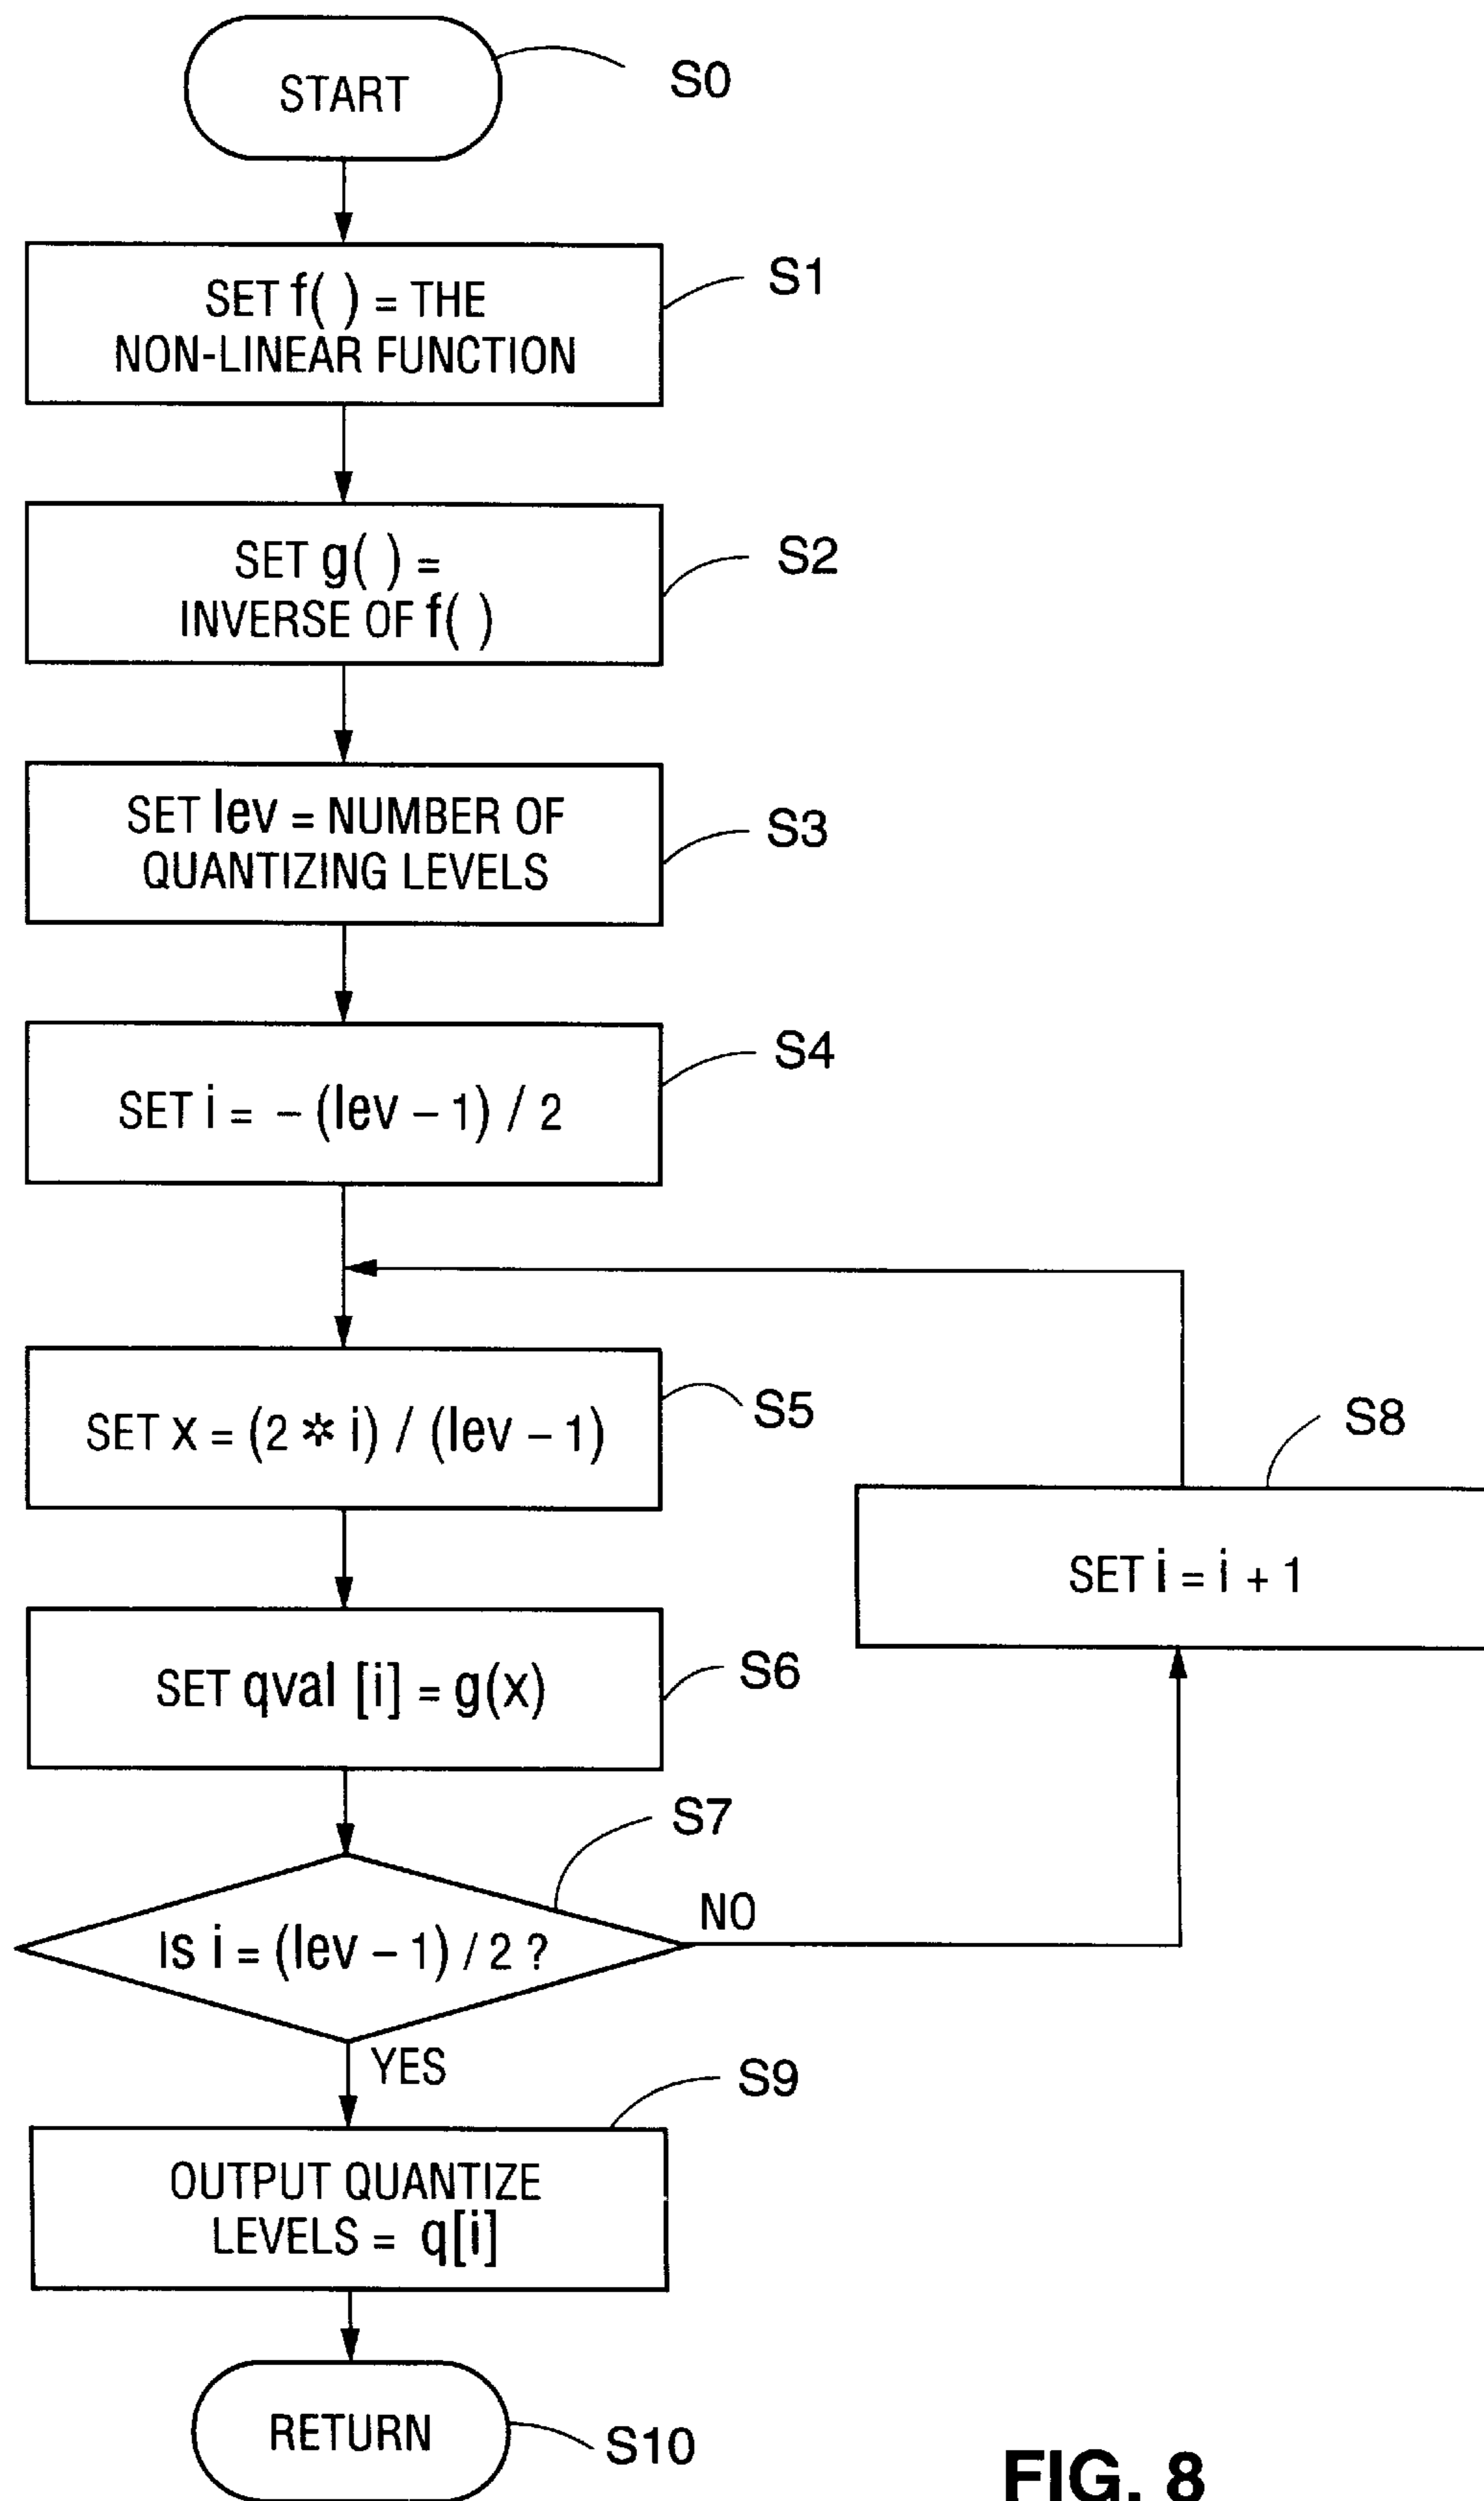 START
S0
SET f( ) = THE
NON-LINEAR FUNCTION
S1
SET g( ) =
INVERSE OF f( )
S2
SET lev = NUMBER OF
QUANTIZING LEVELS
S3
SET i = – (lev – 1) / 2
S4
SET x = (2 * i) / (lev – 1)
S5
S8
SET i = i + 1
SET qval [i] = g(x)
S6
S7
IS i = (lev – 1) / 2 ?
NO
YES
S9
OUTPUT QUANTIZE
LEVELS = q[i]
RETURN
S10
FIG. 8